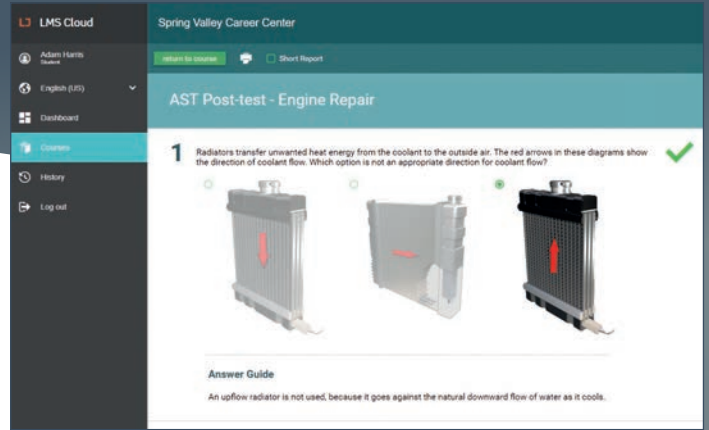 LJ LMS Cloud
Spring Valley Career Center
Adam Harris
Student
return to course
Short Report
English (US)
Dashboard
AST Post-test - Engine Repair
Courses
1 Radiators transfer unwanted heat energy from the coolant to the outside air. The red arrows in these diagrams show
the direction of coolant flow. Which option is not an appropriate direction for coolant flow?
History
Log out
Answer Guide
An upflow radiator is not used, because it goes against the natural downward flow of water as it cools.